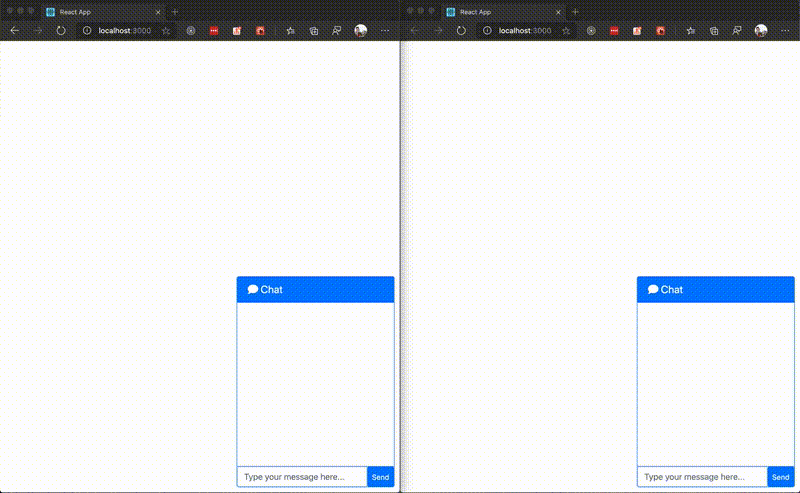 React App
localhost:3000
Chat
Type your message here...
Send
React App
localhost:3000
Chat
Type your message here...
Send